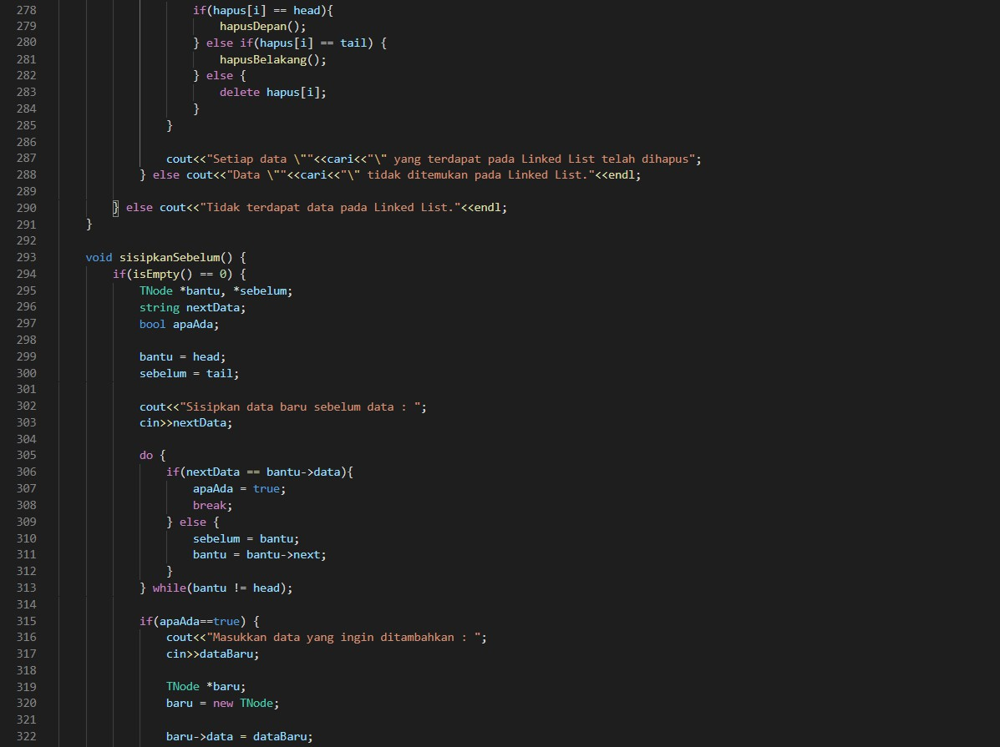 278 if(hapus[i] == head){
279 hapusDepan();
280 } else if(hapus[i] == tail) {
281 hapusBelakang();
282 } else {
283 delete hapus[i];
284 }
285 }
286
287 cout<<"Setiap data \""<<cari<<"\" yang terdapat pada Linked List telah dihapus";
288 } else cout<<"Data \""<<cari<<"\" tidak ditemukan pada Linked List."<<endl;
289
290 } else cout<<"Tidak terdapat data pada Linked List."<<endl;
291 }
292
293 void sisipkanSebelum() {
294 if(isEmpty() == 0) {
295 TNode *bantu, *sebelum;
296 string nextData;
297 bool apaAda;
298
299 bantu = head;
300 sebelum = tail;
301
302 cout<<"Sisipkan data baru sebelum data : ";
303 cin>>nextData;
304
305 do {
306 if(nextData == bantu->data){
307 apaAda = true;
308 break;
309 } else {
310 sebelum = bantu;
311 bantu = bantu->next;
312 }
313 } while(bantu != head);
314
315 if(apaAda==true) {
316 cout<<"Masukkan data yang ingin ditambahkan : ";
317 cin>>dataBaru;
318
319 TNode *baru;
320 baru = new TNode;
321
322 baru->data = dataBaru;